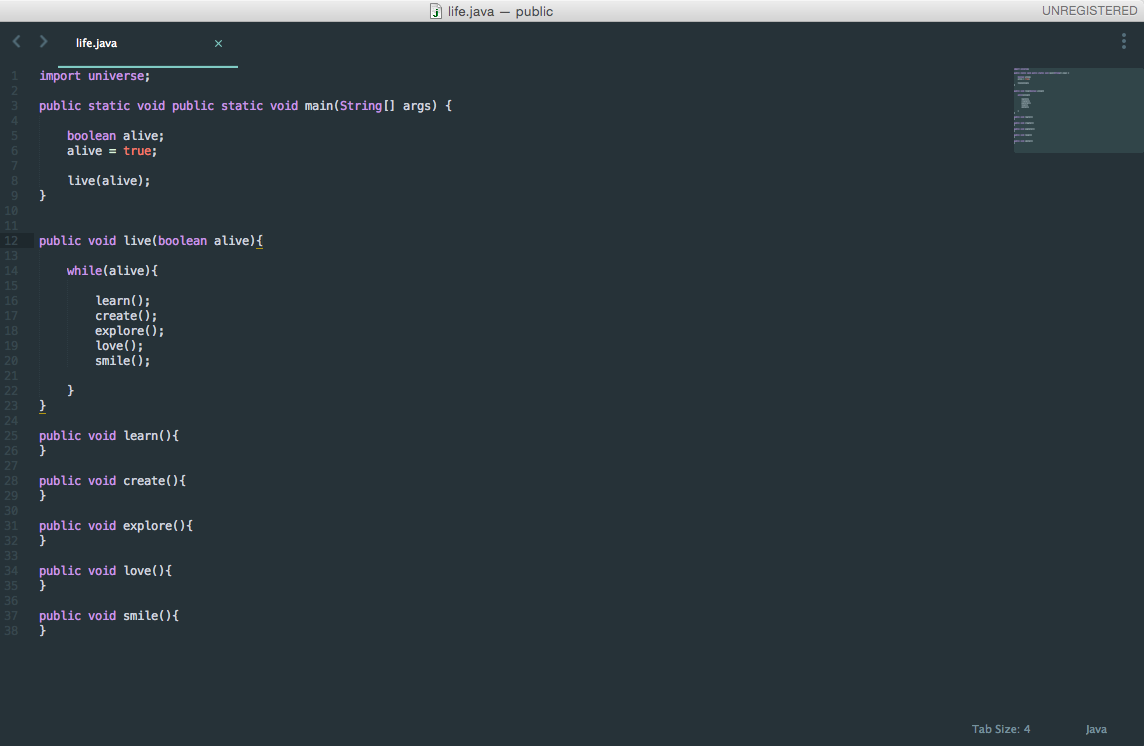 life.java — public
UNREGISTERED
life.java ×
1 import universe;
2
3 public static void public static void main(String[] args) {
4
5     boolean alive;
6     alive = true;
7
8     live(alive);
9 }
10
11
12 public void live(boolean alive){
13
14     while(alive){
15
16         learn();
17         create();
18         explore();
19         love();
20         smile();
21
22     }
23 }
24
25 public void learn(){
26 }
27
28 public void create(){
29 }
30
31 public void explore(){
32 }
33
34 public void love(){
35 }
36
37 public void smile(){
38 }
Tab Size: 4
Java